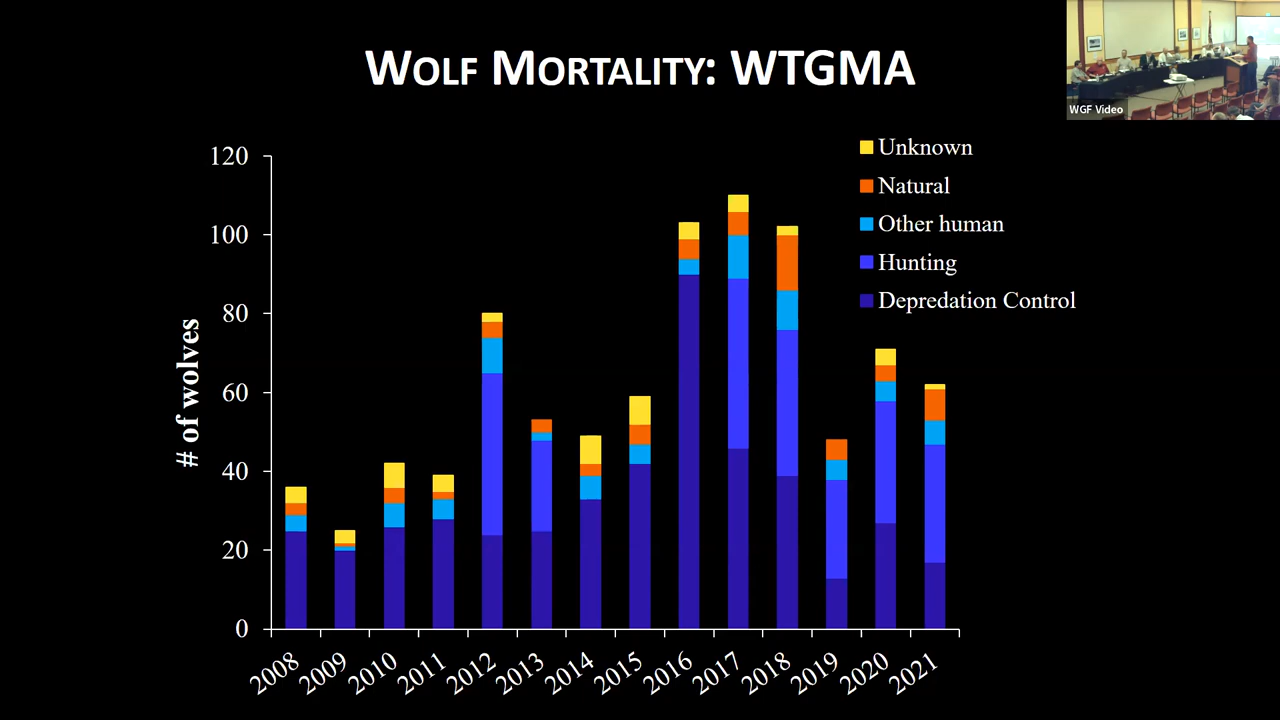 WOLF MORTALITY: WTGMA
WGF Video
Unknown
Natural
Other human
Hunting
Depredation Control
# of wolves
120
100
80
60
40
20
0
2008 2009 2010 2011 2012 2013 2014 2015 2016 2017 2018 2019 2020 2021